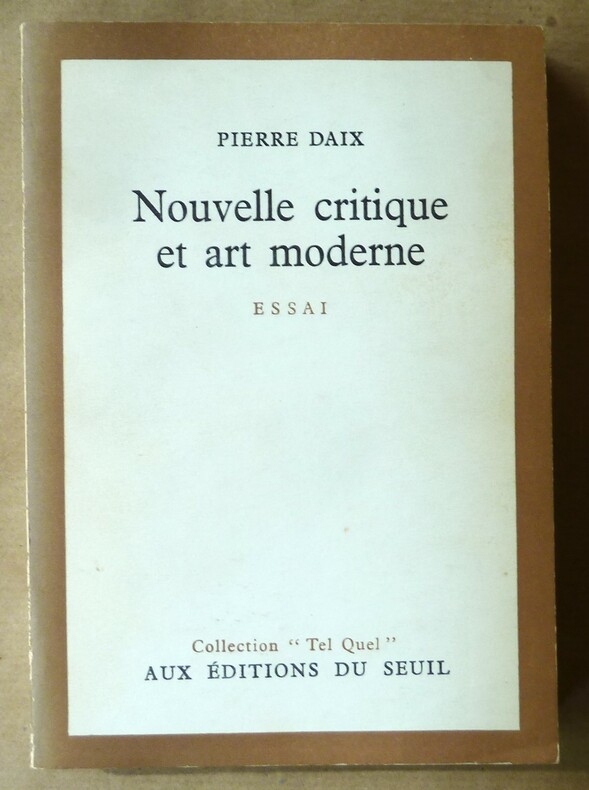 PIERRE DAIX
Nouvelle critique
et art moderne
ESSAI
Collection “ Tel Quel ”
AUX ÉDITIONS DU SEUIL